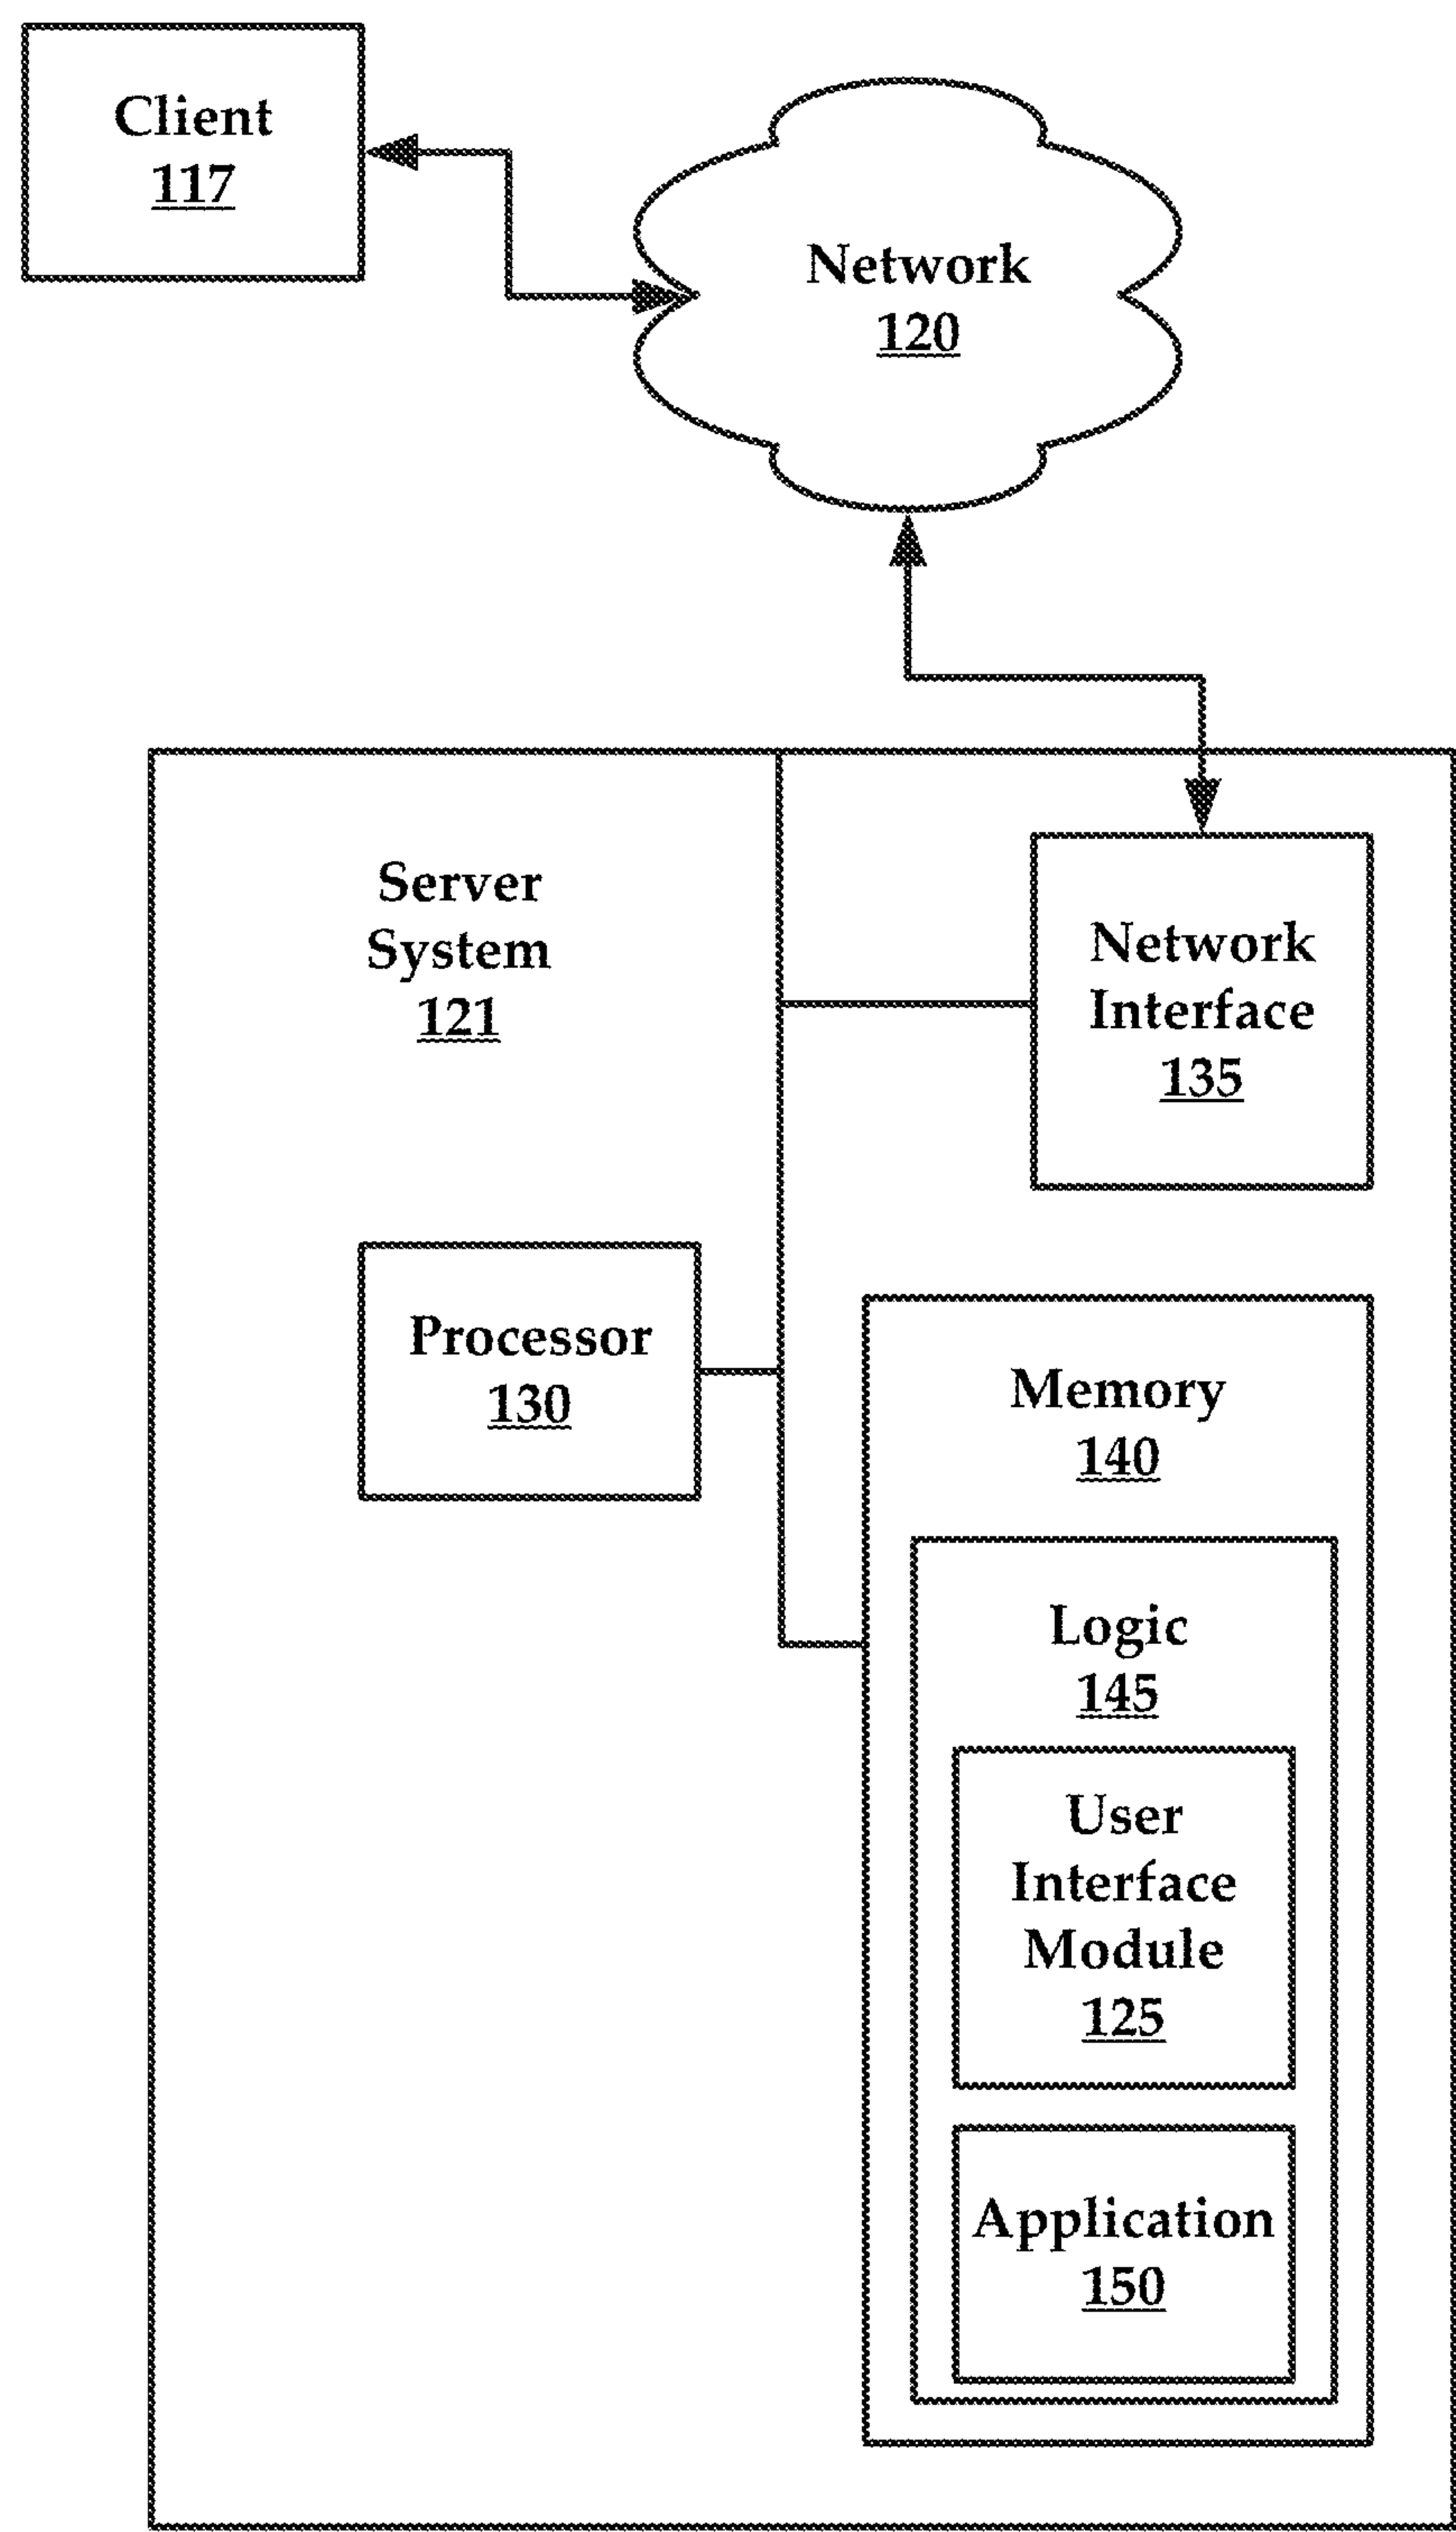 Client
117
Network
120
Server
System
121
Network
Interface
135
Processor
130
Memory
140
Logic
145
User
Interface
Module
125
Application
150